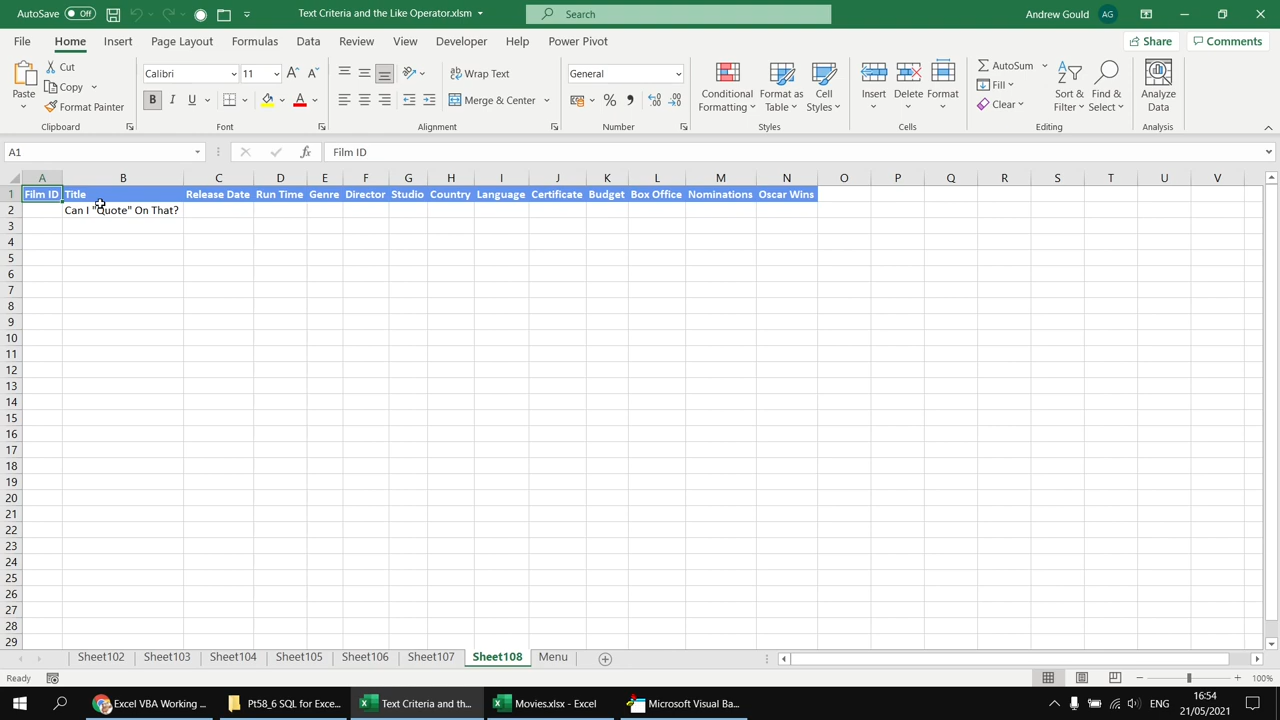 AutoSave Off Text Criteria and the Like Operator.xlsm Search Andrew Gould AG
File Home Insert Draw Page Layout Formulas Data Review View Developer Help Power Pivot Share Comments
Cut Calibri 11 Wrap Text General AutoSum
Paste Copy Conditional Formatting Format as Table Cell Styles Insert Delete Format Fill Sort & Filter Find & Select Analyze Data
Format Painter Merge & Center Clear
Clipboard Font Alignment Number Styles Cells Editing Analysis
A1 Film ID
A B C D E F G H I J K L M N O P Q R S T U V
1 Film ID Title Release Date Run Time Genre Director Studio Country Language Certificate Budget Box Office Nominations Oscar Wins
2 Can I "Quote" On That?
3
4
5
6
7
8
9
10
11
12
13
14
15
16
17
18
19
20
21
22
23
24
25
26
27
28
29
Sheet102 Sheet103 Sheet104 Sheet105 Sheet106 Sheet107 Sheet108 Menu
Ready 100%
Excel VBA Working ... Pt58_6 SQL for Exce... Text Criteria and th... Movies.xlsx - Excel Microsoft Visual Ba... 16:54
21/05/2021